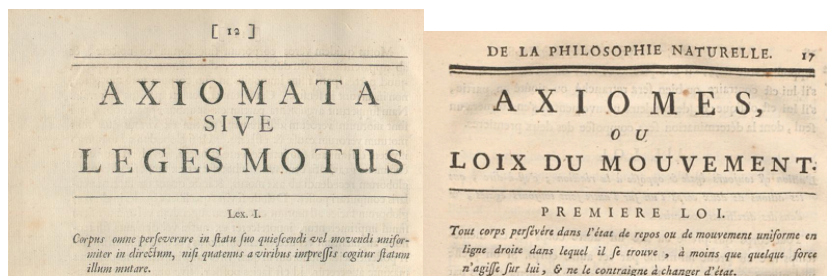 [ 12 ]
AXIOMATA
SIVE
LEGES MOTUS
Lex. I.
Corpus omne perſeverare in ſtatu ſuo quieſcendi vel movendi unifor-
miter in directum, niſi quatenus a viribus impreſſis cogitur ſtatum
illum mutare.
DE LA PHILOSOPHIE NATURELLE. 17
AXIOMES,
OU
LOIX DU MOUVEMENT.
PREMIERE LOI.
Tout corps perſévére dans l'état de repos ou de mouvement uniforme en
ligne droite dans lequel il ſe trouve, à moins que quelque force
n'agiſſe ſur lui, & ne le contraigne à changer d'état.